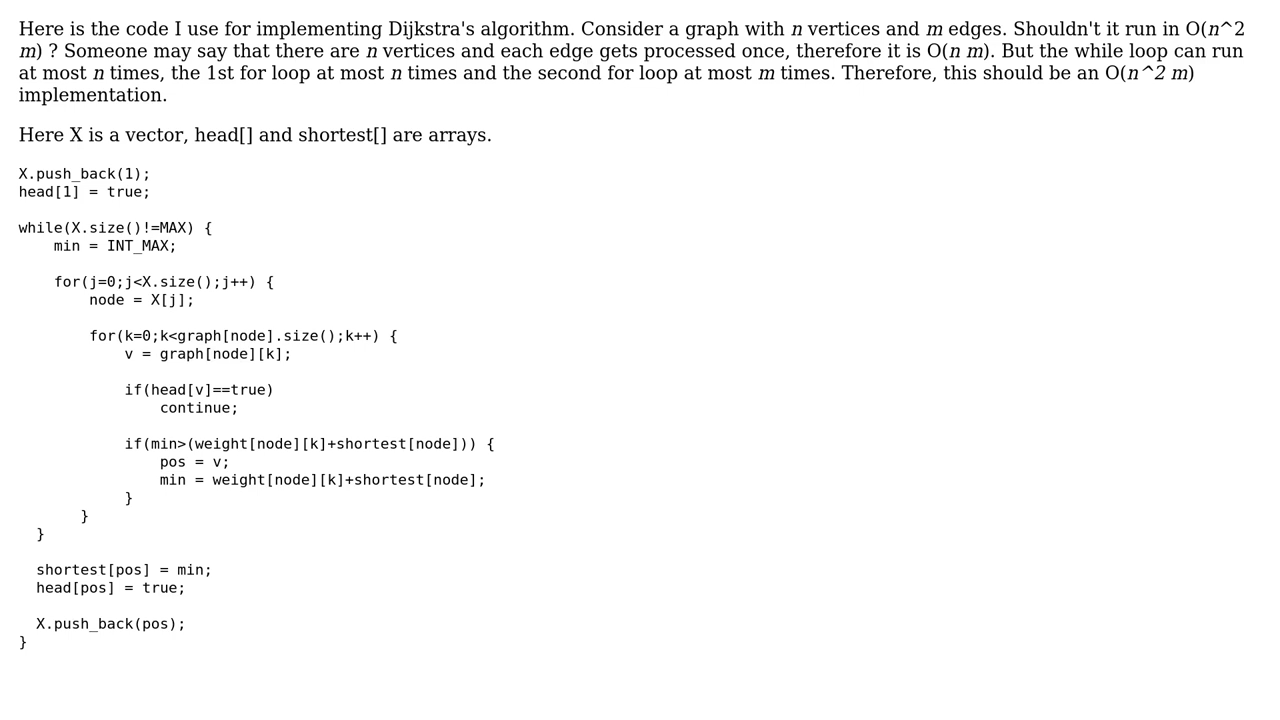 Here is the code I use for implementing Dijkstra's algorithm. Consider a graph with n vertices and m edges. Shouldn't it run in O(n^2
m) ? Someone may say that there are n vertices and each edge gets processed once, therefore it is O(n m). But the while loop can run
at most n times, the 1st for loop at most n times and the second for loop at most m times. Therefore, this should be an O(n^2 m)
implementation.
Here X is a vector, head[] and shortest[] are arrays.
X.push_back(1);
head[1] = true;
while(X.size()!=MAX) {
    min = INT_MAX;
    for(j=0;j<X.size();j++) {
        node = X[j];
        for(k=0;k<graph[node].size();k++) {
            v = graph[node][k];
            if(head[v]==true)
                continue;
            if(min>(weight[node][k]+shortest[node])) {
                pos = v;
                min = weight[node][k]+shortest[node];
            }
       }
  }
  shortest[pos] = min;
  head[pos] = true;
  X.push_back(pos);
}